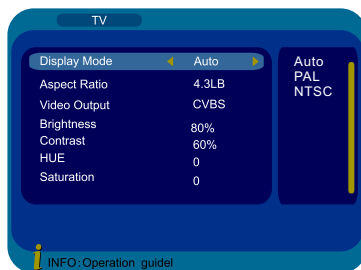 TV
Display Mode Auto
Aspect Ratio 4.3LB
Video Output CVBS
Brightness 80%
Contrast 60%
HUE 0
Saturation 0
Auto
PAL
NTSC
INFO:Operation guidel